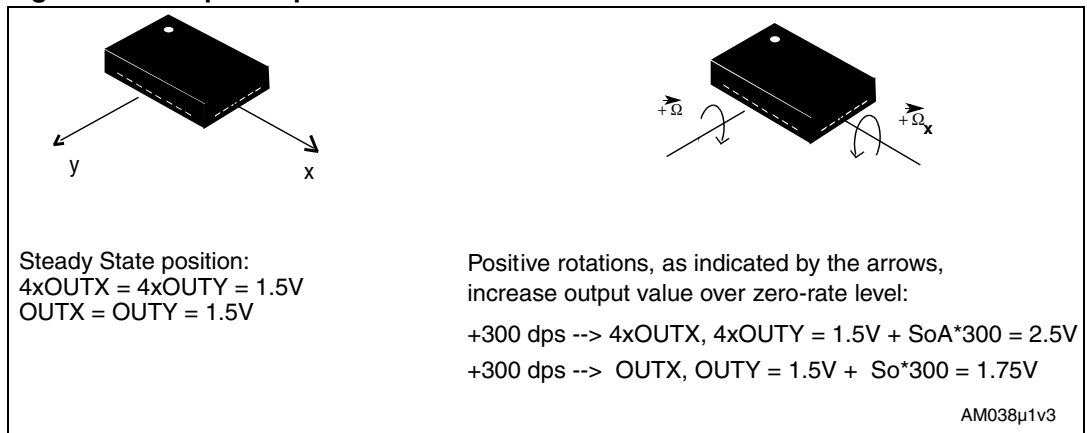 y
x
+Ω
+Ωx
Steady State position:
4xOUTX = 4xOUTY = 1.5V
OUTX = OUTY = 1.5V
Positive rotations, as indicated by the arrows,
increase output value over zero-rate level:
+300 dps --> 4xOUTX, 4xOUTY = 1.5V + SoA*300 = 2.5V
+300 dps --> OUTX, OUTY = 1.5V + So*300 = 1.75V
AM038µ1v3